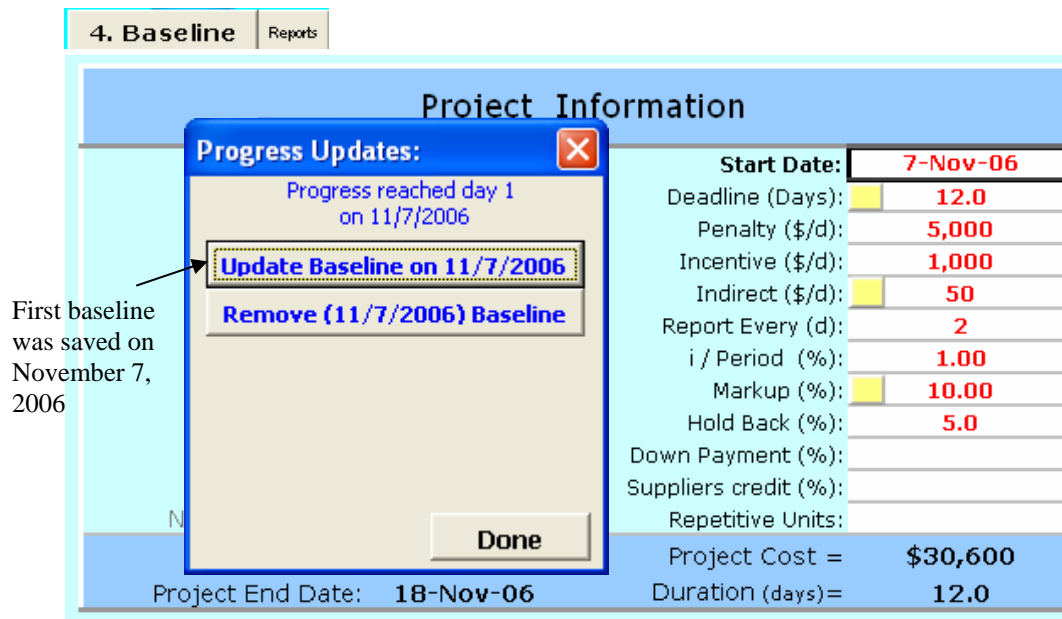 4. Baseline Reports
Project Information
Progress Updates:
Progress reached day 1
on 11/7/2006
Update Baseline on 11/7/2006
Remove (11/7/2006) Baseline
Done
First baseline
was saved on
November 7,
2006
Start Date: 7-Nov-06
Deadline (Days): 12.0
Penalty ($/d): 5,000
Incentive ($/d): 1,000
Indirect ($/d): 50
Report Every (d): 2
i / Period (%): 1.00
Markup (%): 10.00
Hold Back (%): 5.0
Down Payment (%):
Suppliers credit (%):
N
Repetitive Units:
Project Cost = $30,600
Project End Date: 18-Nov-06
Duration (days)= 12.0